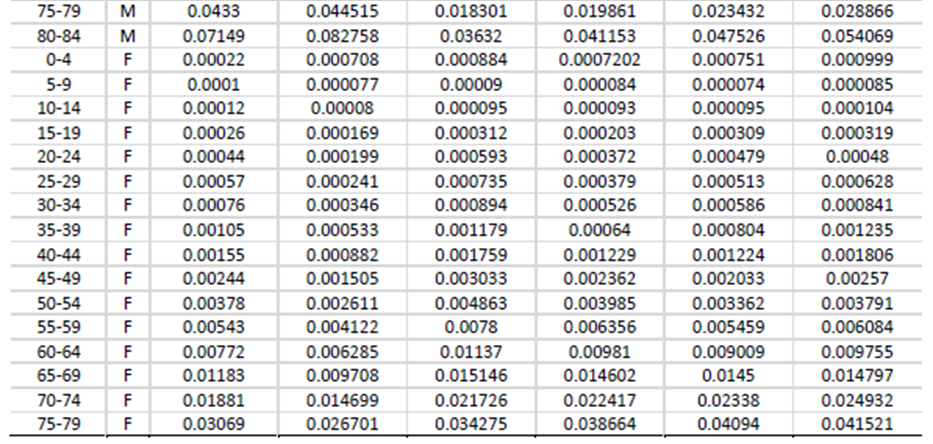 75-79 M 0.0433 0.044515 0.018301 0.019861 0.023432 0.028866
80-84 M 0.07149 0.082758 0.03632 0.041153 0.047526 0.054069
0-4 F 0.00022 0.000708 0.000884 0.0007202 0.000751 0.000999
5-9 F 0.0001 0.000077 0.00009 0.000084 0.000074 0.000085
10-14 F 0.00012 0.00008 0.000095 0.000093 0.000095 0.000104
15-19 F 0.00026 0.000169 0.000312 0.000203 0.000309 0.000319
20-24 F 0.00044 0.000199 0.000593 0.000372 0.000479 0.00048
25-29 F 0.00057 0.000241 0.000735 0.000379 0.000513 0.000628
30-34 F 0.00076 0.000346 0.000894 0.000526 0.000586 0.000841
35-39 F 0.00105 0.000533 0.001179 0.00064 0.000804 0.001235
40-44 F 0.00155 0.000882 0.001759 0.001229 0.001224 0.001806
45-49 F 0.00244 0.001505 0.003033 0.002362 0.002033 0.00257
50-54 F 0.00378 0.002611 0.004863 0.003985 0.003362 0.003791
55-59 F 0.00543 0.004122 0.0078 0.006356 0.005459 0.006084
60-64 F 0.00772 0.006285 0.01137 0.00981 0.009009 0.009755
65-69 F 0.01183 0.009708 0.015146 0.014602 0.0145 0.014797
70-74 F 0.01881 0.014699 0.021726 0.022417 0.02338 0.024932
75-79 F 0.03069 0.026701 0.034275 0.038664 0.04094 0.041521